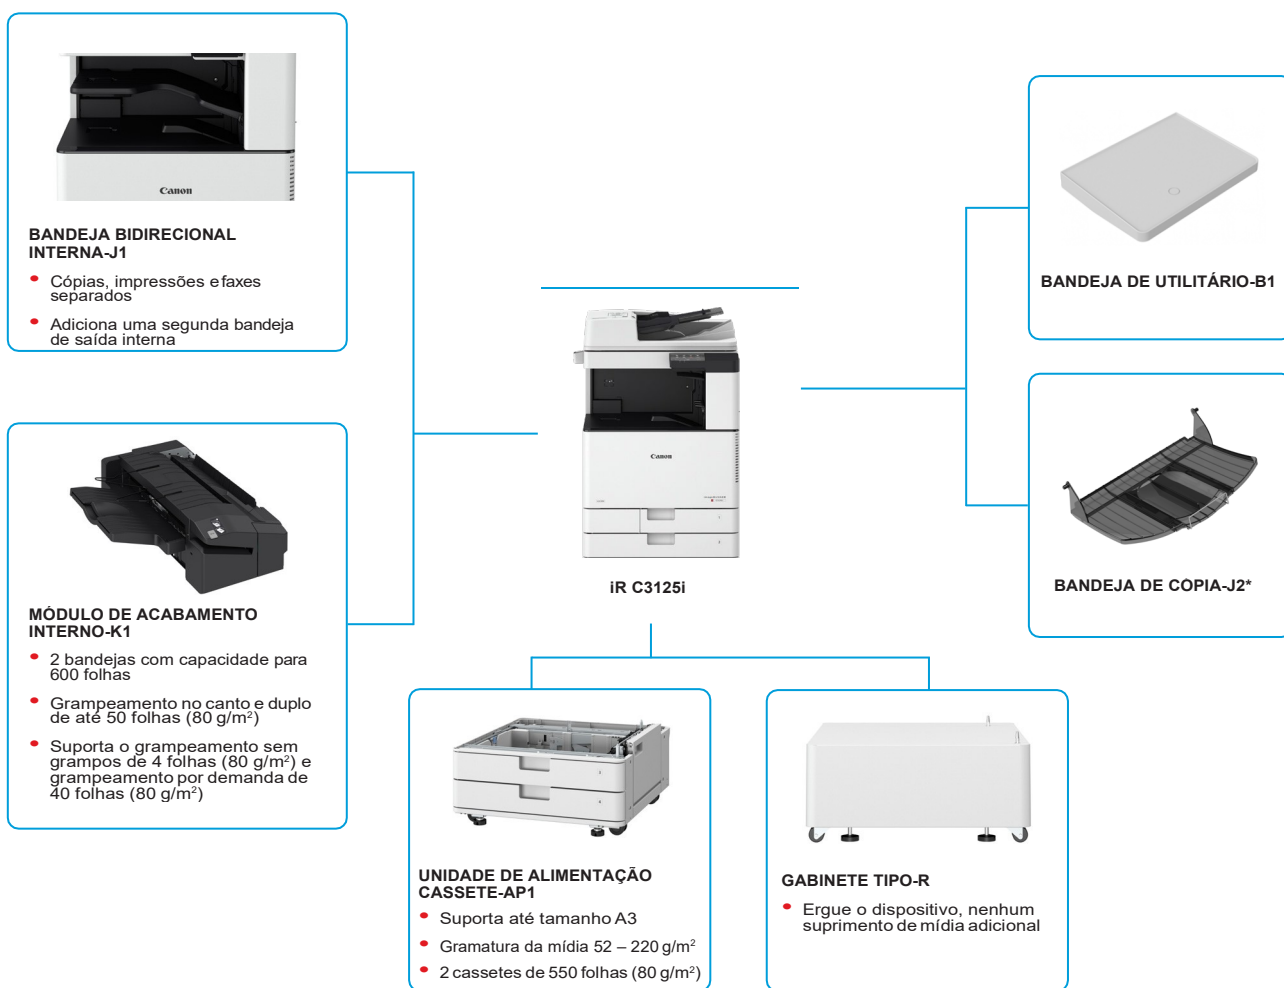 Canon
BANDEJA BIDIRECIONAL
INTERNA-J1
• Cópias, impressões e faxes
separados
• Adiciona uma segunda bandeja
de saída interna
MÓDULO DE ACABAMENTO
INTERNO-K1
• 2 bandejas com capacidade para
600 folhas
• Grampeamento no canto e duplo
de até 50 folhas (80 g/m²)
• Suporta o grampeamento sem
grampos de 4 folhas (80 g/m²) e
grampeamento por demanda de
40 folhas (80 g/m²)
Canon
iR C3125i
BANDEJA DE UTILITÁRIO-B1
BANDEJA DE CÓPIA-J2*
UNIDADE DE ALIMENTAÇÃO
CASSETE-AP1
• Suporta até tamanho A3
• Gramatura da mídia 52 – 220 g/m²
• 2 cassetes de 550 folhas (80 g/m²)
GABINETE TIPO-R
• Ergue o dispositivo, nenhum
suprimento de mídia adicional